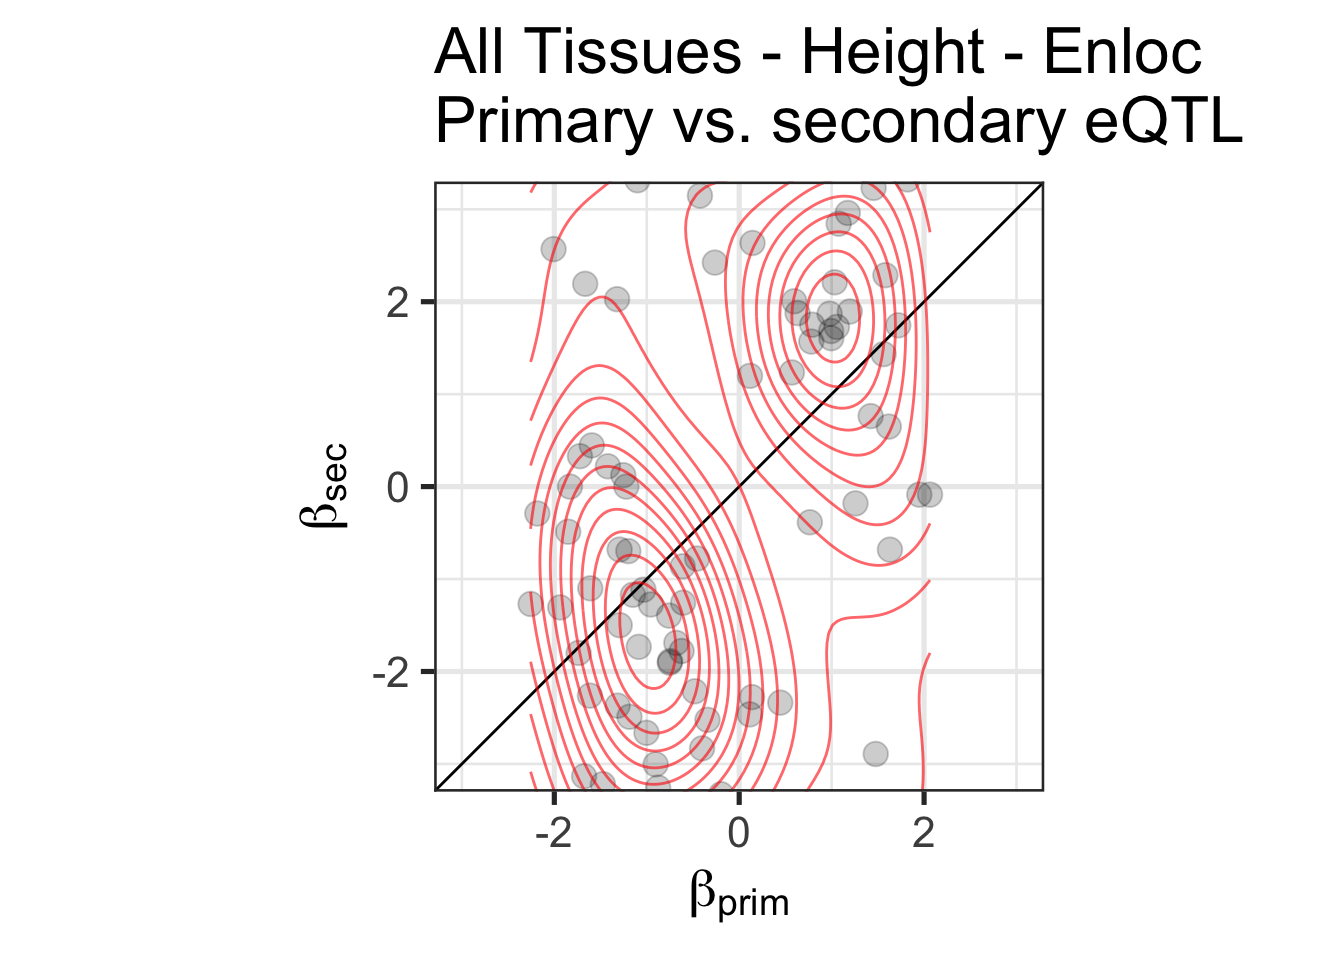 All Tissues - Height - Enloc
Primary vs. secondary eQTL
2
0
-2
βsec
-2 0 2
βprim